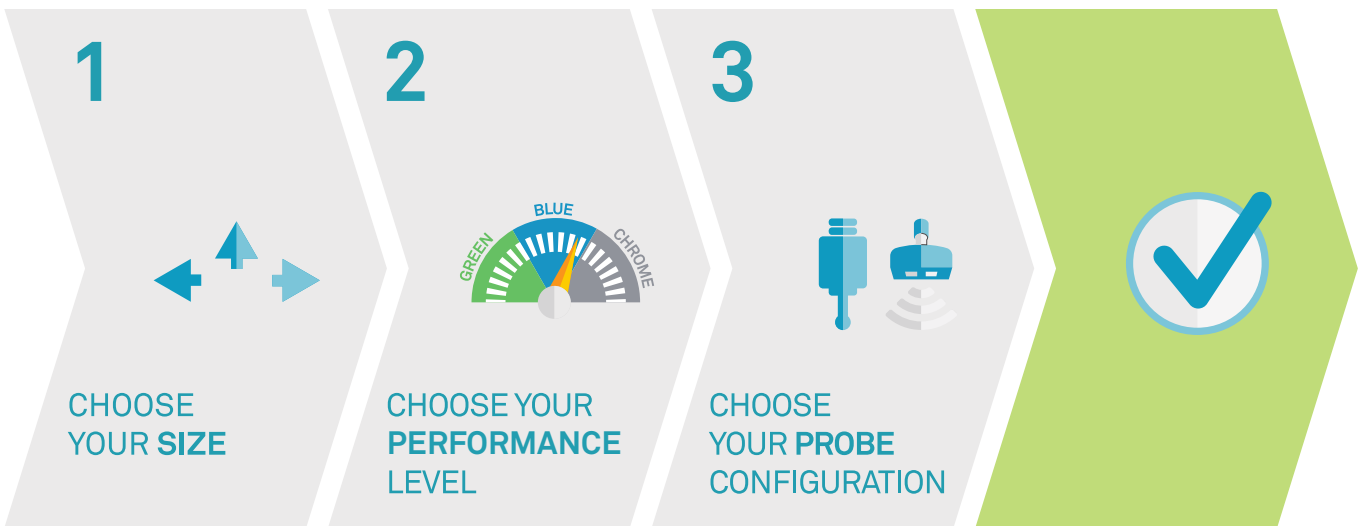 1
CHOOSE
YOUR SIZE
2
GREEN
BLUE
CHROME
CHOOSE YOUR
PERFORMANCE
LEVEL
3
CHOOSE
YOUR PROBE
CONFIGURATION